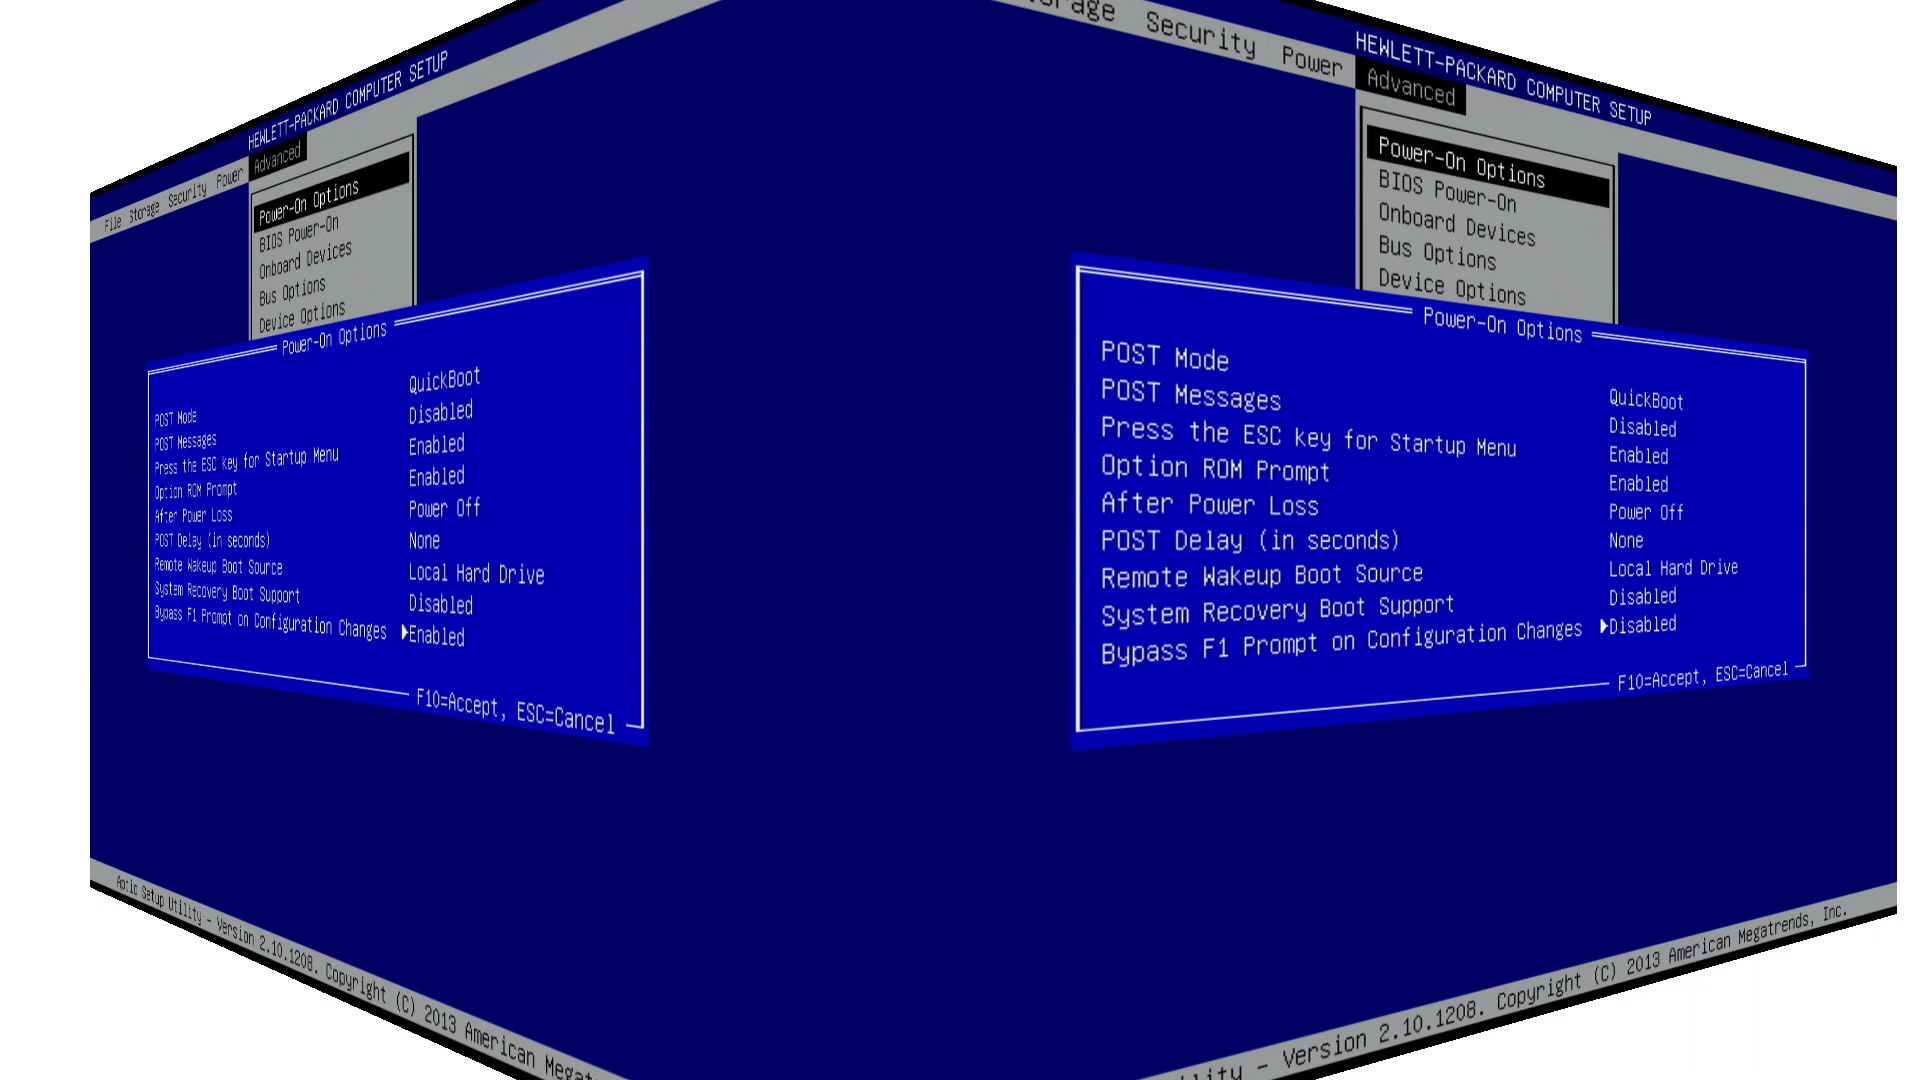 HEWLETT-PACKARD COMPUTER SETUP
File Storage Security Power Advanced
Power-On Options
BIOS Power-On
Onboard Devices
Bus Options
Device Options
Power-On Options
POST Mode QuickBoot
POST Messages Disabled
Press the ESC key for Startup Menu Enabled
Option ROM Prompt Enabled
After Power Loss Power Off
POST Delay (in seconds) None
Remote Wakeup Boot Source Local Hard Drive
System Recovery Boot Support Disabled
Bypass F1 Prompt on Configuration Changes ▶Enabled
F10=Accept, ESC=Cancel
Aptio Setup Utility - Version 2.10.1208. Copyright (C) 2013 American
HEWLETT-PACKARD COMPUTER SETUP
Security Power Advanced
Power-On Options
BIOS Power-On
Onboard Devices
Bus Options
Device Options
Power-On Options
POST Mode QuickBoot
POST Messages Disabled
Press the ESC key for Startup Menu Enabled
Option ROM Prompt Enabled
After Power Loss Power Off
POST Delay (in seconds) None
Remote Wakeup Boot Source Local Hard Drive
System Recovery Boot Support Disabled
Bypass F1 Prompt on Configuration Changes ▶Disabled
F10=Accept, ESC=Cancel
- Version 2.10.1208. Copyright (C) 2013 American Megatrends, Inc.